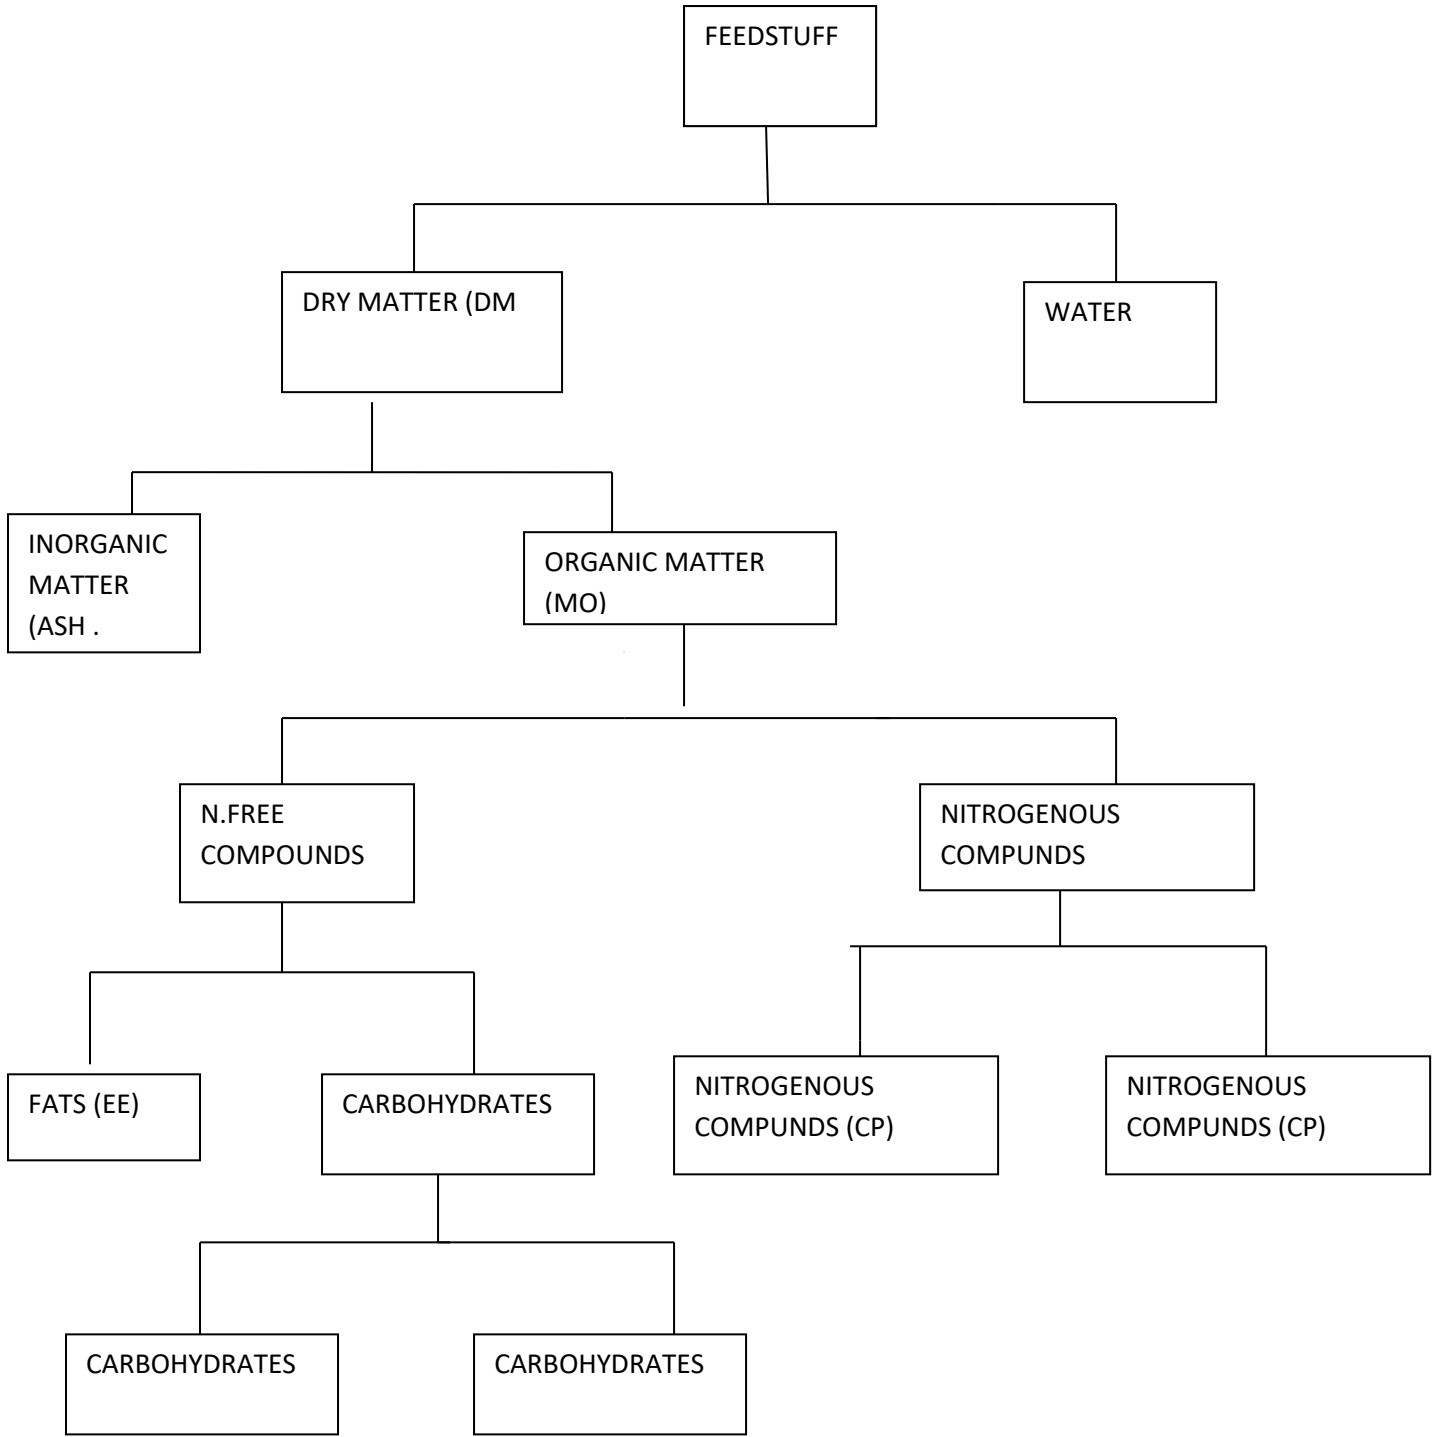 FEEDSTUFF
DRY MATTER (DM
WATER
INORGANIC
MATTER
(ASH .
ORGANIC MATTER
(MO)
N.FREE
COMPOUNDS
NITROGENOUS
COMPUNDS
FATS (EE)
CARBOHYDRATES
NITROGENOUS
COMPUNDS (CP)
NITROGENOUS
COMPUNDS (CP)
CARBOHYDRATES
CARBOHYDRATES